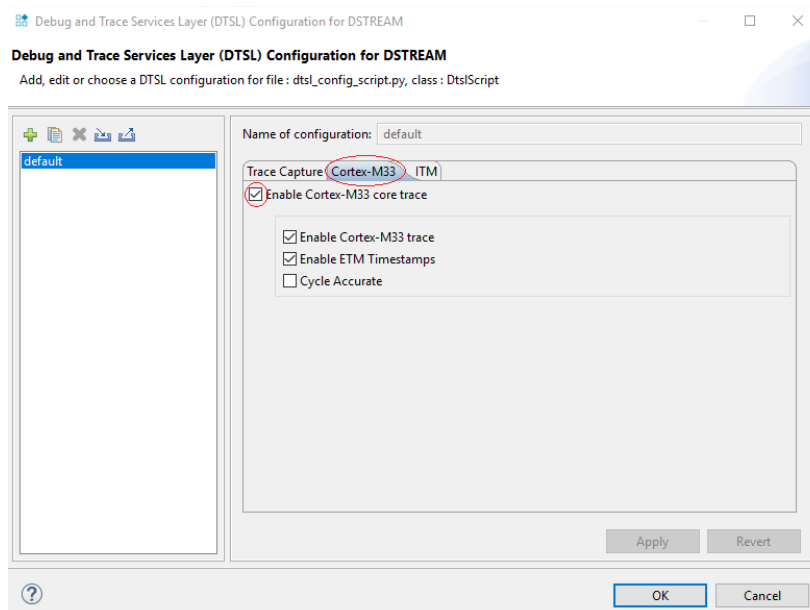 Debug and Trace Services Layer (DTSL) Configuration for DSTREAM
Debug and Trace Services Layer (DTSL) Configuration for DSTREAM
Add, edit or choose a DTSL configuration for file : dtsl_config_script.py, class : DtslScript
default
Name of configuration: default
Trace Capture Cortex-M33 ITM
Enable Cortex-M33 core trace
Enable Cortex-M33 trace
Enable ETM Timestamps
Cycle Accurate
Apply Revert
? OK Cancel